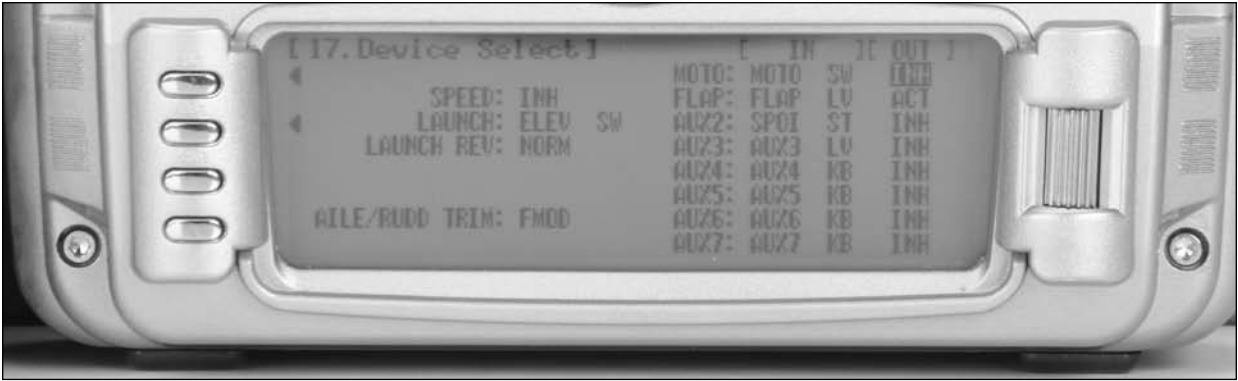 [17.Device Select] [ IN ][ OUT ]
MOTO: MOTO SW INH
SPEED: INH FLAP: FLAP LV ACT
LAUNCH: ELEV SW AUX2: SPOI ST INH
LAUNCH REV: NORM AUX3: AUX3 LV INH
AUX4: AUX4 KB INH
AUX5: AUX5 KB INH
AILE/RUDD TRIM: FMOD AUX6: AUX6 KB INH
AUX7: AUX7 KB INH